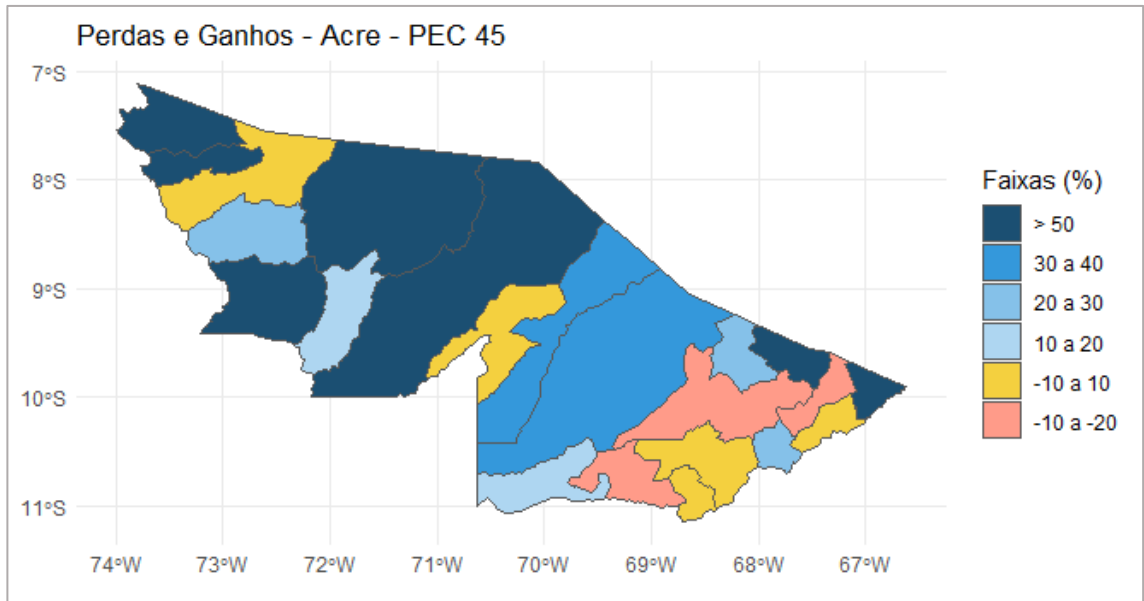 Perdas e Ganhos - Acre - PEC 45
7°S
8°S
9°S
10°S
11°S
74°W
73°W
72°W
71°W
70°W
69°W
68°W
67°W
Faixas (%)
> 50
30 a 40
20 a 30
10 a 20
-10 a 10
-10 a -20